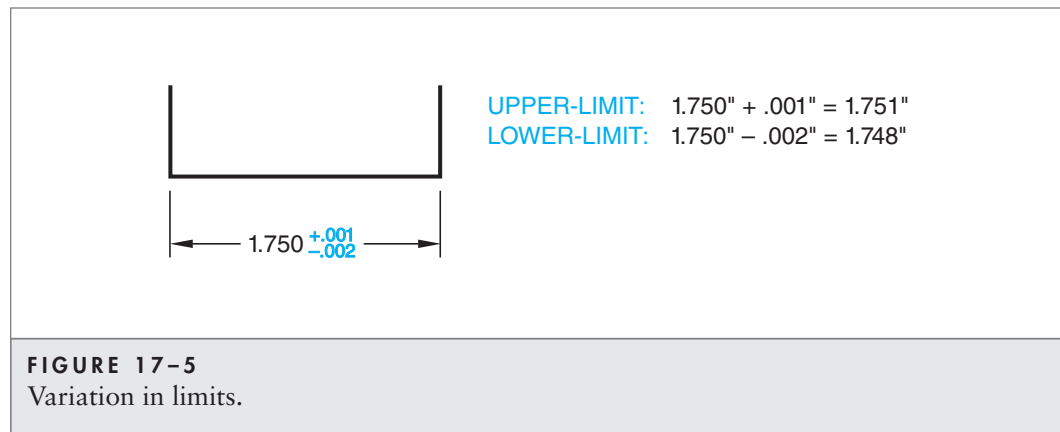 UPPER-LIMIT: 1.750" + .001" = 1.751"
LOWER-LIMIT: 1.750" – .002" = 1.748"
1.750 +.001
–.002
FIGURE 17–5
Variation in limits.